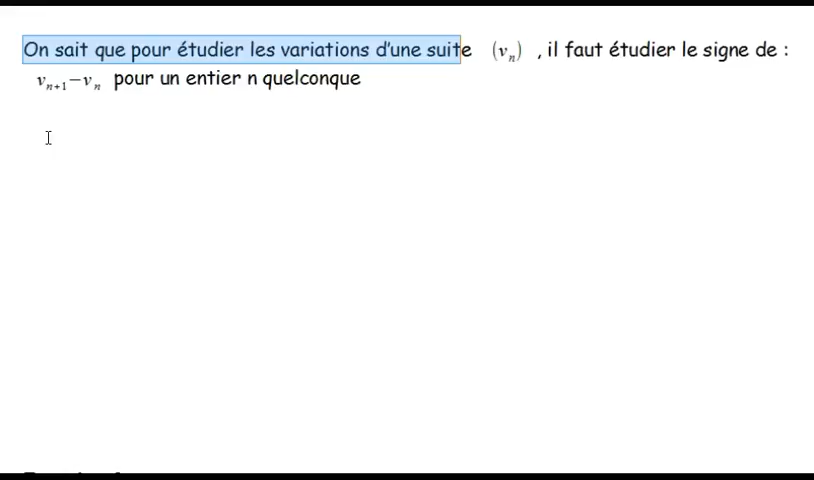 On sait que pour étudier les variations d'une suite (vₙ) , il faut étudier le signe de :
vₙ₊₁−vₙ pour un entier n quelconque